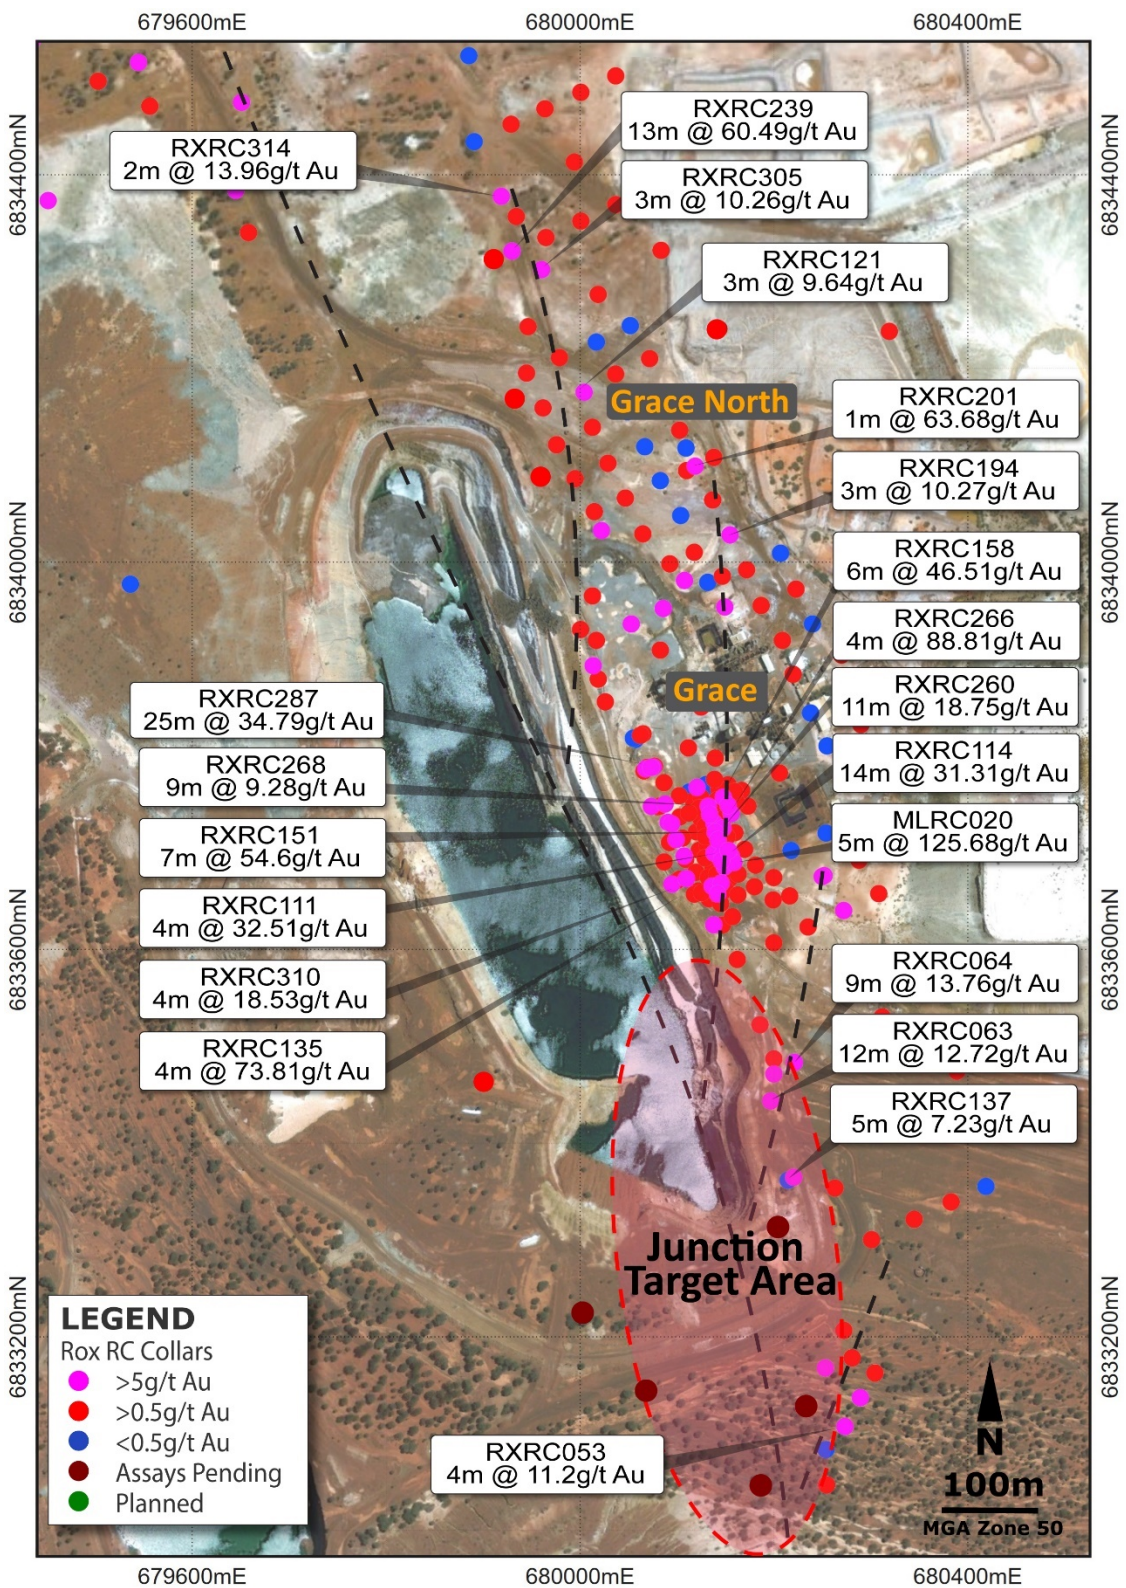 679600mE
680000mE
680400mE
6834400mN
6834400mN
RXRC239
13m @ 60.49g/t Au
RXRC314
2m @ 13.96g/t Au
RXRC305
3m @ 10.26g/t Au
RXRC121
3m @ 9.64g/t Au
Grace North
RXRC201
1m @ 63.68g/t Au
RXRC194
3m @ 10.27g/t Au
6834000mN
6834000mN
RXRC158
6m @ 46.51g/t Au
RXRC266
4m @ 88.81g/t Au
Grace
RXRC260
11m @ 18.75g/t Au
RXRC287
25m @ 34.79g/t Au
RXRC114
14m @ 31.31g/t Au
RXRC268
9m @ 9.28g/t Au
MLRC020
5m @ 125.68g/t Au
RXRC151
7m @ 54.6g/t Au
RXRC111
4m @ 32.51g/t Au
6833600mN
6833600mN
RXRC064
9m @ 13.76g/t Au
RXRC310
4m @ 18.53g/t Au
RXRC063
12m @ 12.72g/t Au
RXRC135
4m @ 73.81g/t Au
RXRC137
5m @ 7.23g/t Au
Junction
Target Area
6833200mN
6833200mN
LEGEND
Rox RC Collars
>5g/t Au
>0.5g/t Au
<0.5g/t Au
Assays Pending
Planned
RXRC053
4m @ 11.2g/t Au
N
100m
MGA Zone 50
679600mE
680000mE
680400mE